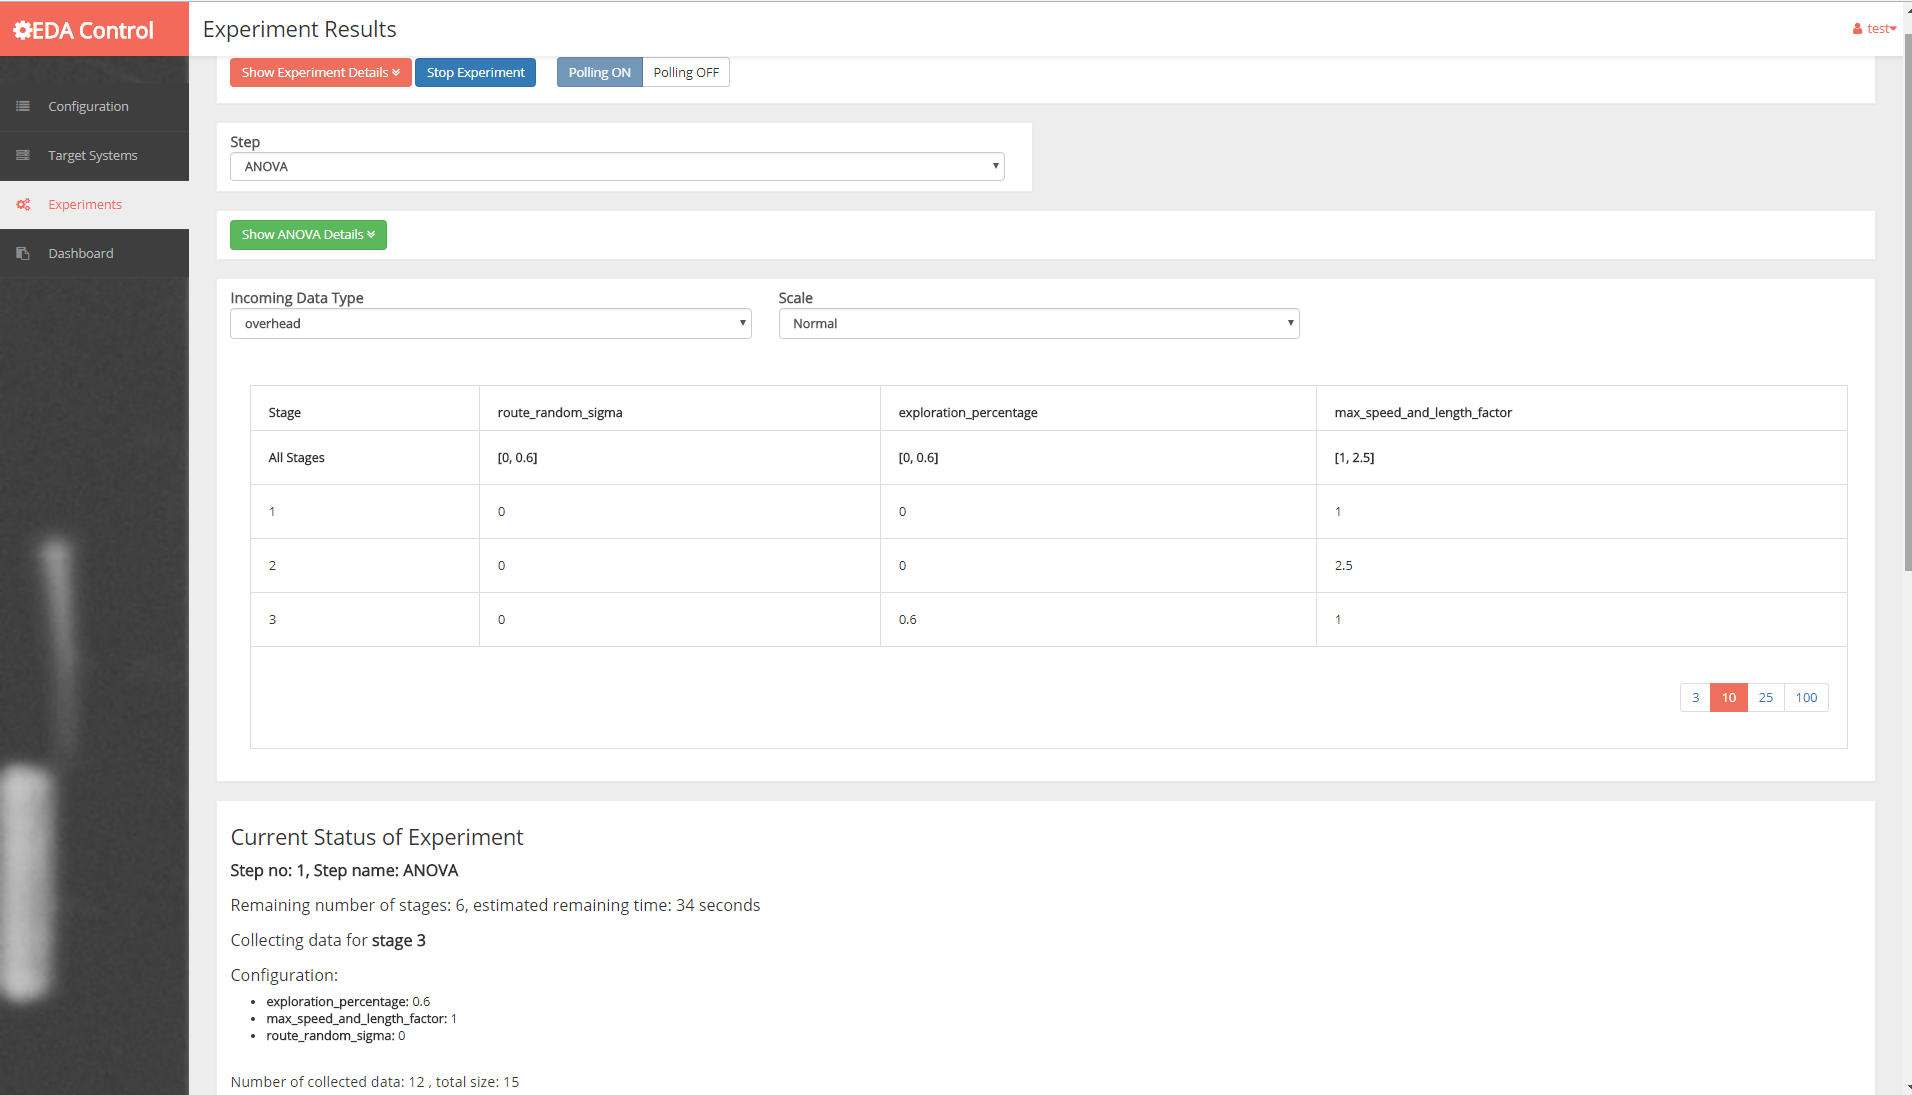 EDA Control
Experiment Results
test
Show Experiment Details
Stop Experiment
Polling ON
Polling OFF
Configuration
Target Systems
Experiments
Dashboard
Step
ANOVA
Show ANOVA Details
Incoming Data Type
Scale
overhead
Normal
Stage route_random_sigma exploration_percentage max_speed_and_length_factor
All Stages [0, 0.6] [0, 0.6] [1, 2.5]
1 0 0 1
2 0 0 2.5
3 0 0.6 1
3 10 25 100
Current Status of Experiment
Step no: 1, Step name: ANOVA
Remaining number of stages: 6, estimated remaining time: 34 seconds
Collecting data for stage 3
Configuration:
exploration_percentage: 0.6
max_speed_and_length_factor: 1
route_random_sigma: 0
Number of collected data: 12 , total size: 15